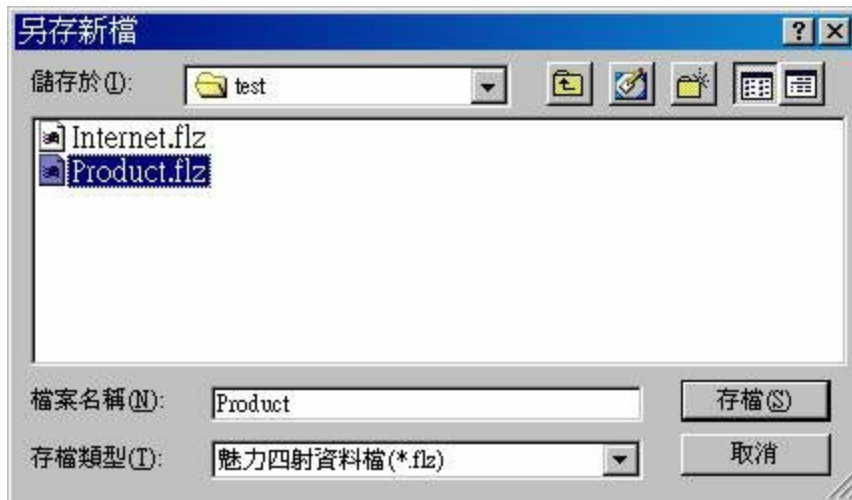 另存新檔
儲存於(I): test
Internet.flz
Product.flz
檔案名稱(N): Product 存檔(S)
存檔類型(T): 魅力四射資料檔(*.flz) 取消